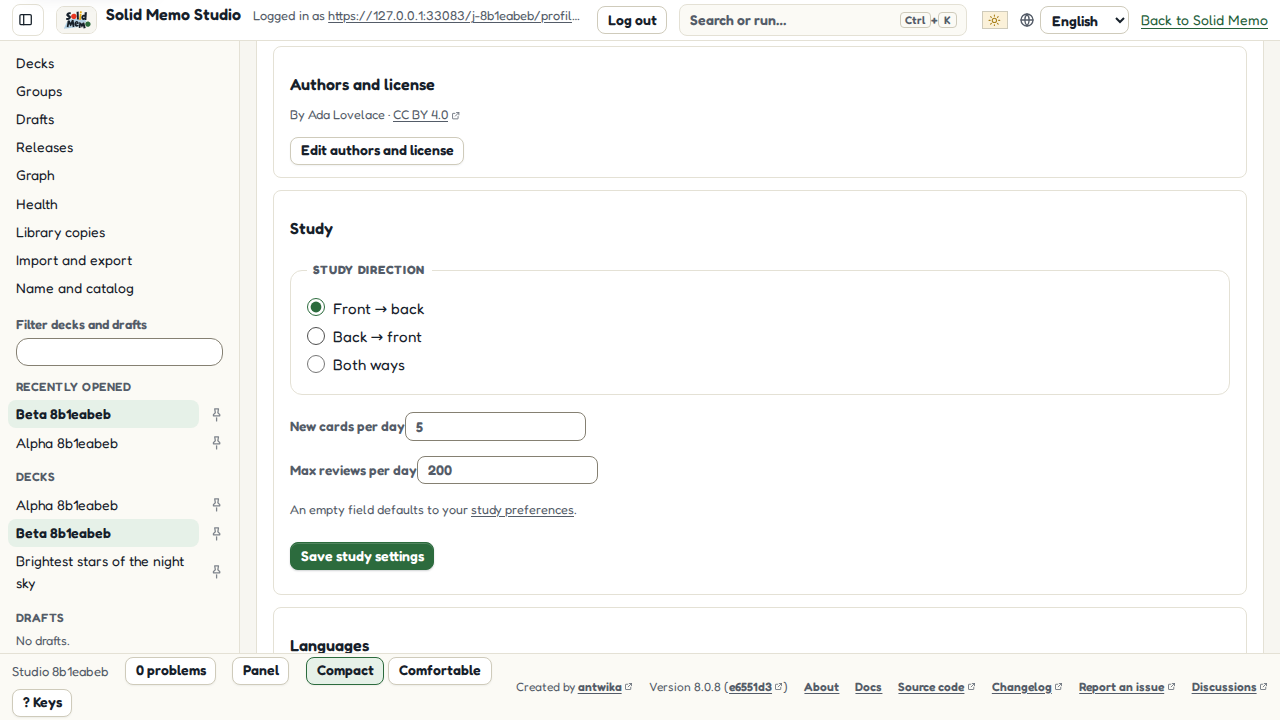 Solid Memo Studio
Logged in as https://127.0.0.1:33083/j-8b1eabeb/profil...
Log out
Search or run...
Ctrl+K
English
Back to Solid Memo
Solid Memo
Decks
Groups
Drafts
Releases
Graph
Health
Library copies
Import and export
Name and catalog
Filter decks and drafts
RECENTLY OPENED
Beta 8b1eabeb
Alpha 8b1eabeb
DECKS
Alpha 8b1eabeb
Beta 8b1eabeb
Brightest stars of the night
sky
DRAFTS
No drafts.
Authors and license
By Ada Lovelace · CC BY 4.0
Edit authors and license
Study
STUDY DIRECTION
Front → back
Back → front
Both ways
New cards per day 5
Max reviews per day 200
An empty field defaults to your study preferences.
Save study settings
Languages
Studio 8b1eabeb
0 problems
Panel
Compact
Comfortable
? Keys
Created by antwika
Version 8.0.8 (e6551d3)
About
Docs
Source code
Changelog
Report an issue
Discussions